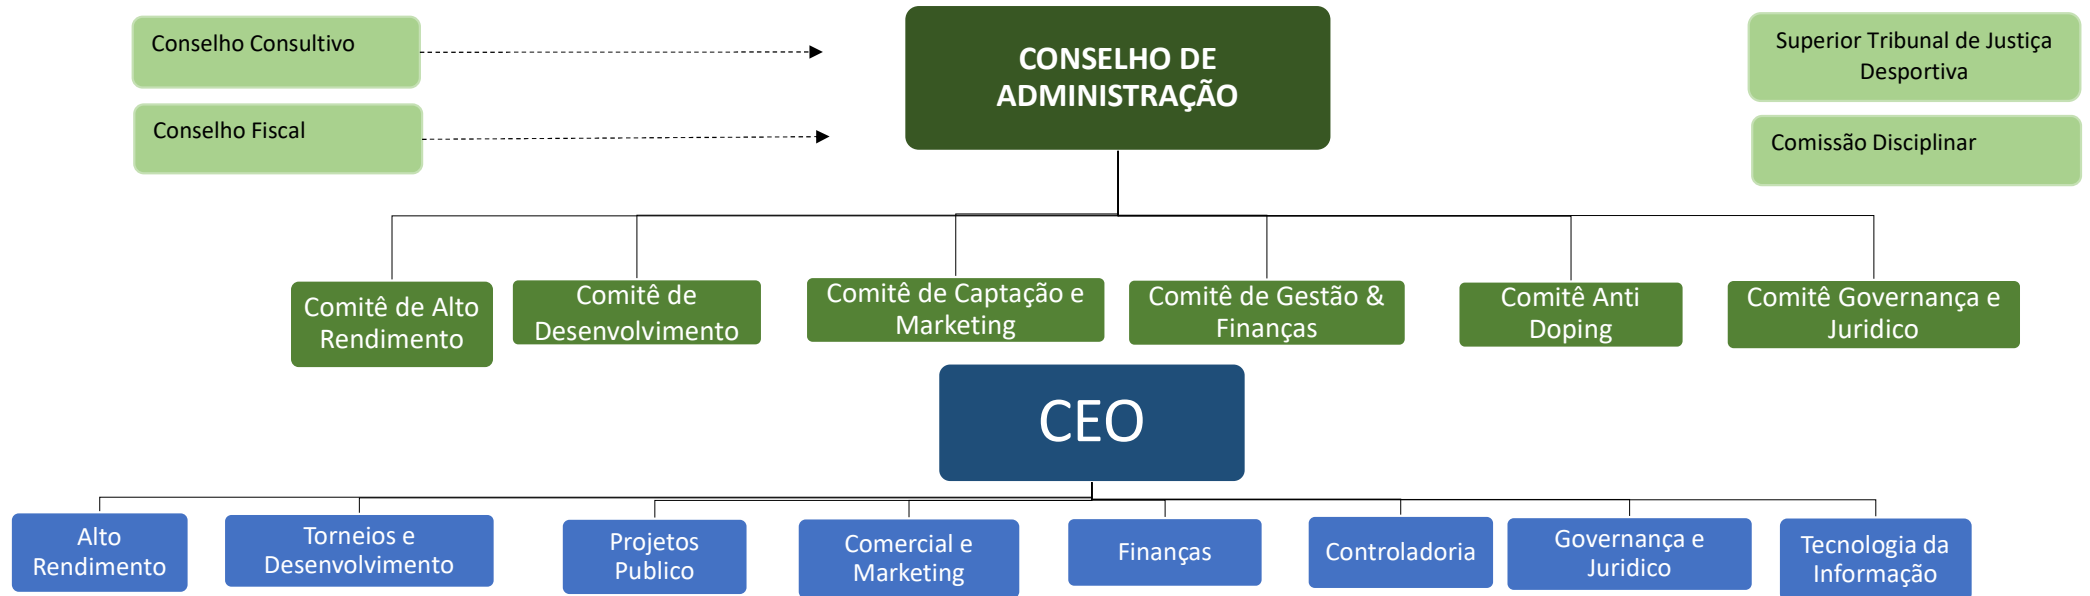 Conselho Consultivo
CONSELHO DE
ADMINISTRAÇÃO
Superior Tribunal de Justiça
Desportiva
Conselho Fiscal
Comissão Disciplinar
Comitê de Alto
Rendimento
Comitê de
Desenvolvimento
Comitê de Captação e
Marketing
Comitê de Gestão &
Finanças
Comitê Anti
Doping
Comitê Governança e
Juridico
CEO
Alto
Rendimento
Torneios e
Desenvolvimento
Projetos
Publico
Comercial e
Marketing
Finanças
Controladoria
Governança e
Juridico
Tecnologia da
Informação